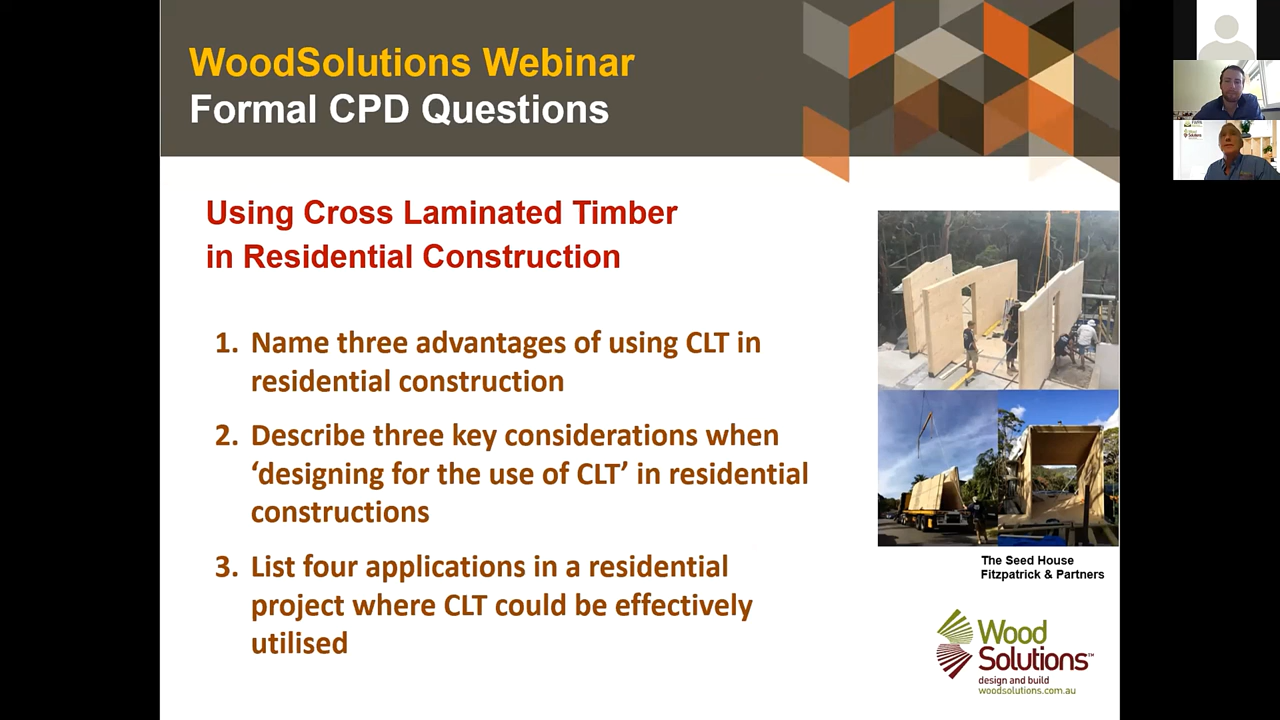 WoodSolutions Webinar
Formal CPD Questions
Using Cross Laminated Timber
in Residential Construction
1. Name three advantages of using CLT in
residential construction
2. Describe three key considerations when
‘designing for the use of CLT’ in residential
constructions
3. List four applications in a residential
project where CLT could be effectively
utilised
The Seed House
Fitzpatrick & Partners
Wood
Solutions™
design and build
woodsolutions.com.au